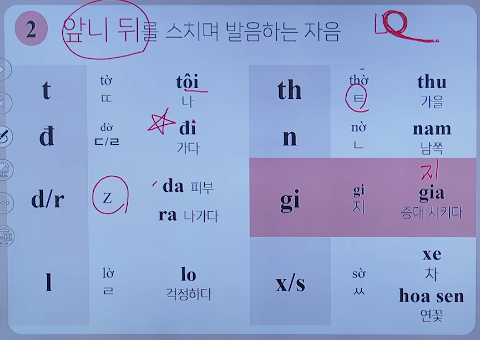 2 앞니 뒤를 스치며 발음하는 자음
t tờ ㄸ tội 나
th thờ ㅌ thu 가을
đ đờ ㄷ/ㄹ đi 가다
n nờ ㄴ nam 남쪽
d/r z da 피부
ra 나가다
gi gi 지 지 gia 증대 시키다
l lờ ㄹ lo 걱정하다
x/s sờ ㅆ xe 차
hoa sen 연꽃